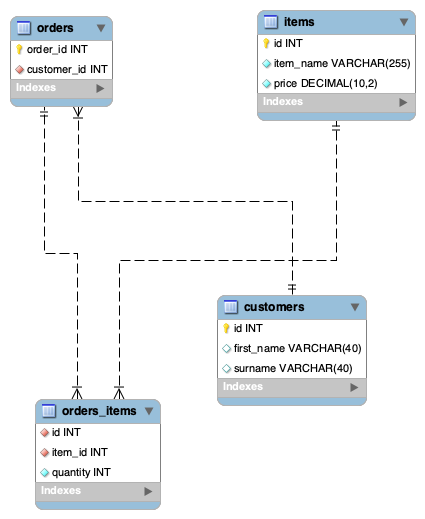 orders
order_id INT
customer_id INT
Indexes
items
id INT
item_name VARCHAR(255)
price DECIMAL(10,2)
Indexes
customers
id INT
first_name VARCHAR(40)
surname VARCHAR(40)
Indexes
orders_items
id INT
item_id INT
quantity INT
Indexes